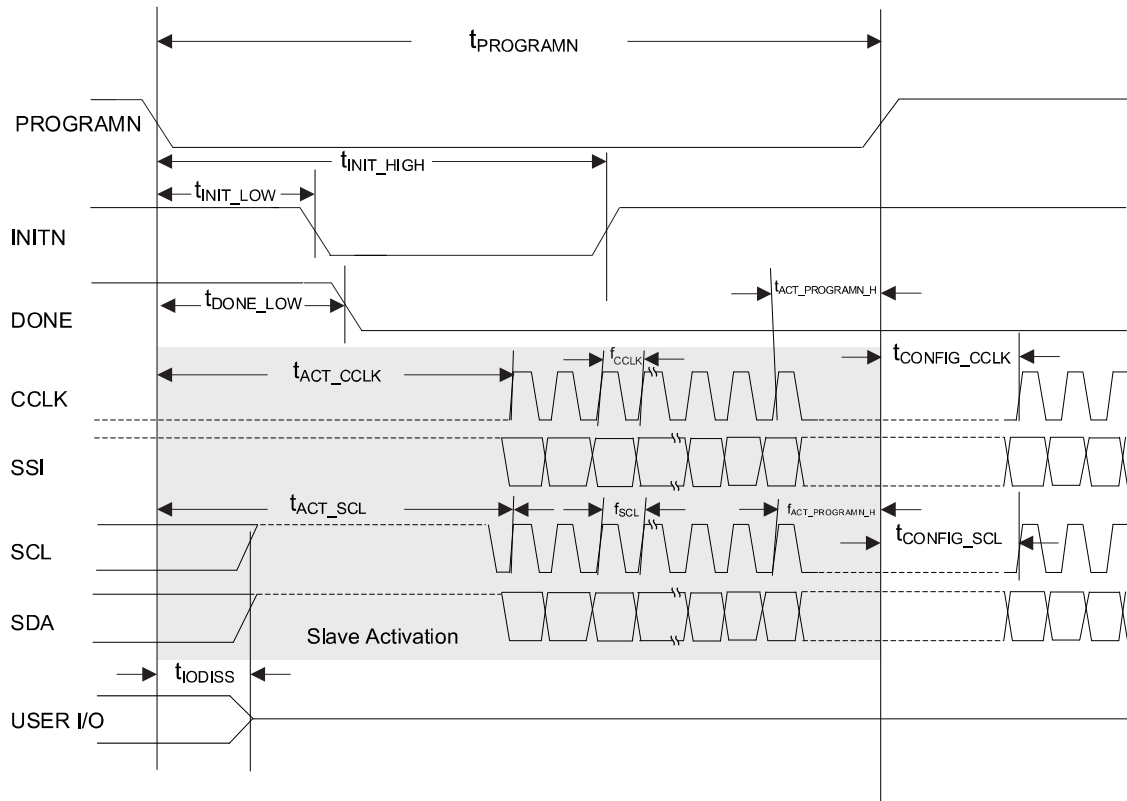 tPROGRAMN
PROGRAMN
tINIT_HIGH
tINIT_LOW
INITN
tDONE_LOW
tACT_PROGRAMN_H
DONE
tACT_CCLK
fCCLK
tCONFIG_CCLK
CCLK
SSI
tACT_SCL
fSCL
fACT_PROGRAMN_H
tCONFIG_SCL
SCL
SDA
Slave Activation
tIODISS
USER I/O